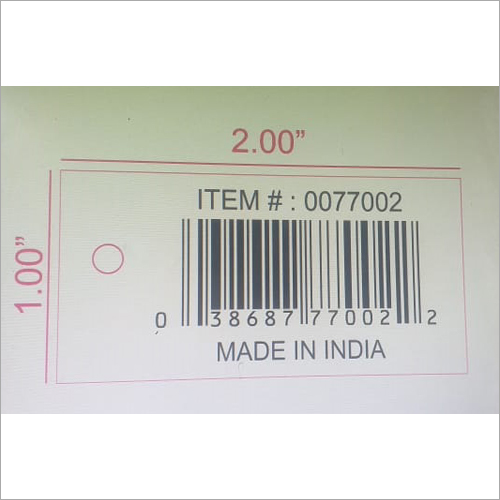 2.00”
1.00”
ITEM # : 0077002
0 38687 77002 2
MADE IN INDIA